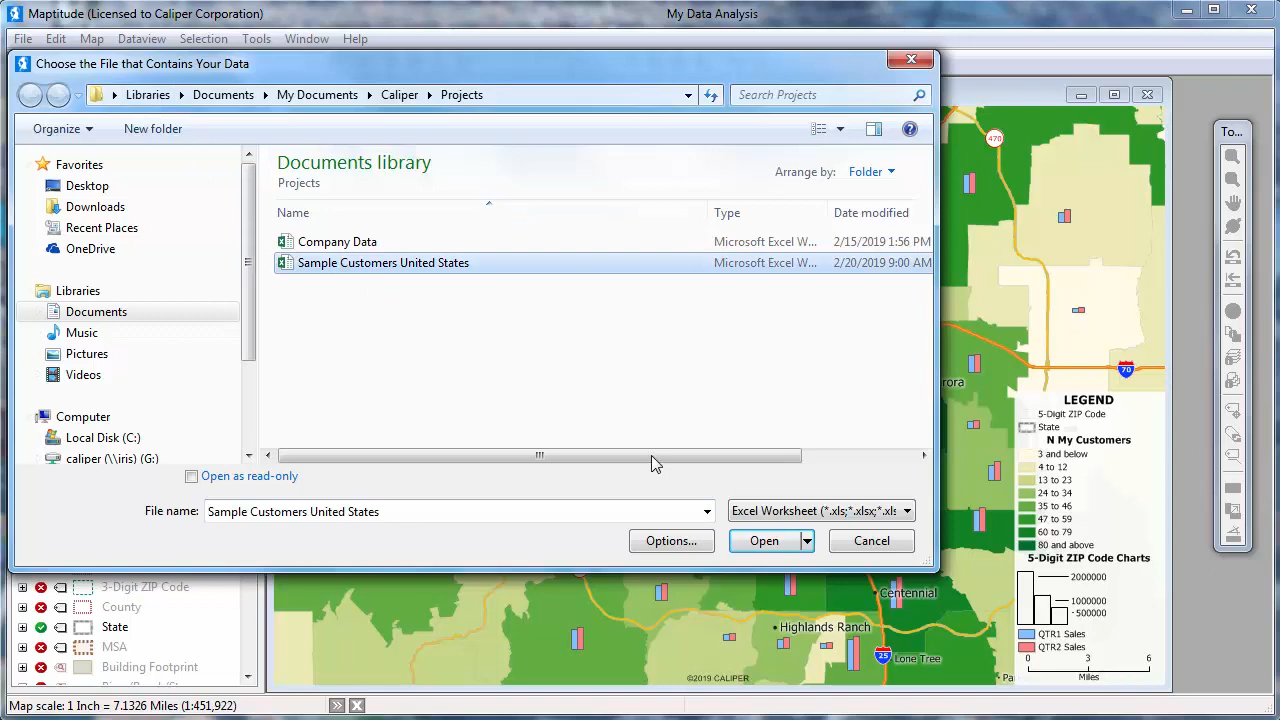 Maptitude (Licensed to Caliper Corporation)
My Data Analysis
File Edit Map Dataview Selection Tools Window Help
Choose the File that Contains Your Data
Libraries Documents My Documents Caliper Projects
Search Projects
Organize New folder
Favorites
Desktop
Downloads
Recent Places
OneDrive
Libraries
Documents
Music
Pictures
Videos
Computer
Local Disk (C:)
caliper (\\iris) (G:)
Documents library
Projects
Arrange by: Folder
Name Type Date modified
Company Data Microsoft Excel W... 2/15/2019 1:56 PM
Sample Customers United States Microsoft Excel W... 2/20/2019 9:00 AM
Open as read-only
File name: Sample Customers United States
Excel Worksheet (*.xls;*.xlsx;*.xls
Options... Open Cancel
To...
470
70
rora
LEGEND
5-Digit ZIP Code
State
N My Customers
3 and below
4 to 12
13 to 23
24 to 34
35 to 46
47 to 59
60 to 79
80 and above
5-Digit ZIP Code Charts
2000000
1000000
500000
QTR1 Sales
QTR2 Sales
0 3 6
Miles
3-Digit ZIP Code
County
State
MSA
Building Footprint
Centennial
Highlands Ranch
25
Lone Tree
©2019 CALIPER
Map scale: 1 Inch = 7.1326 Miles (1:451,922)